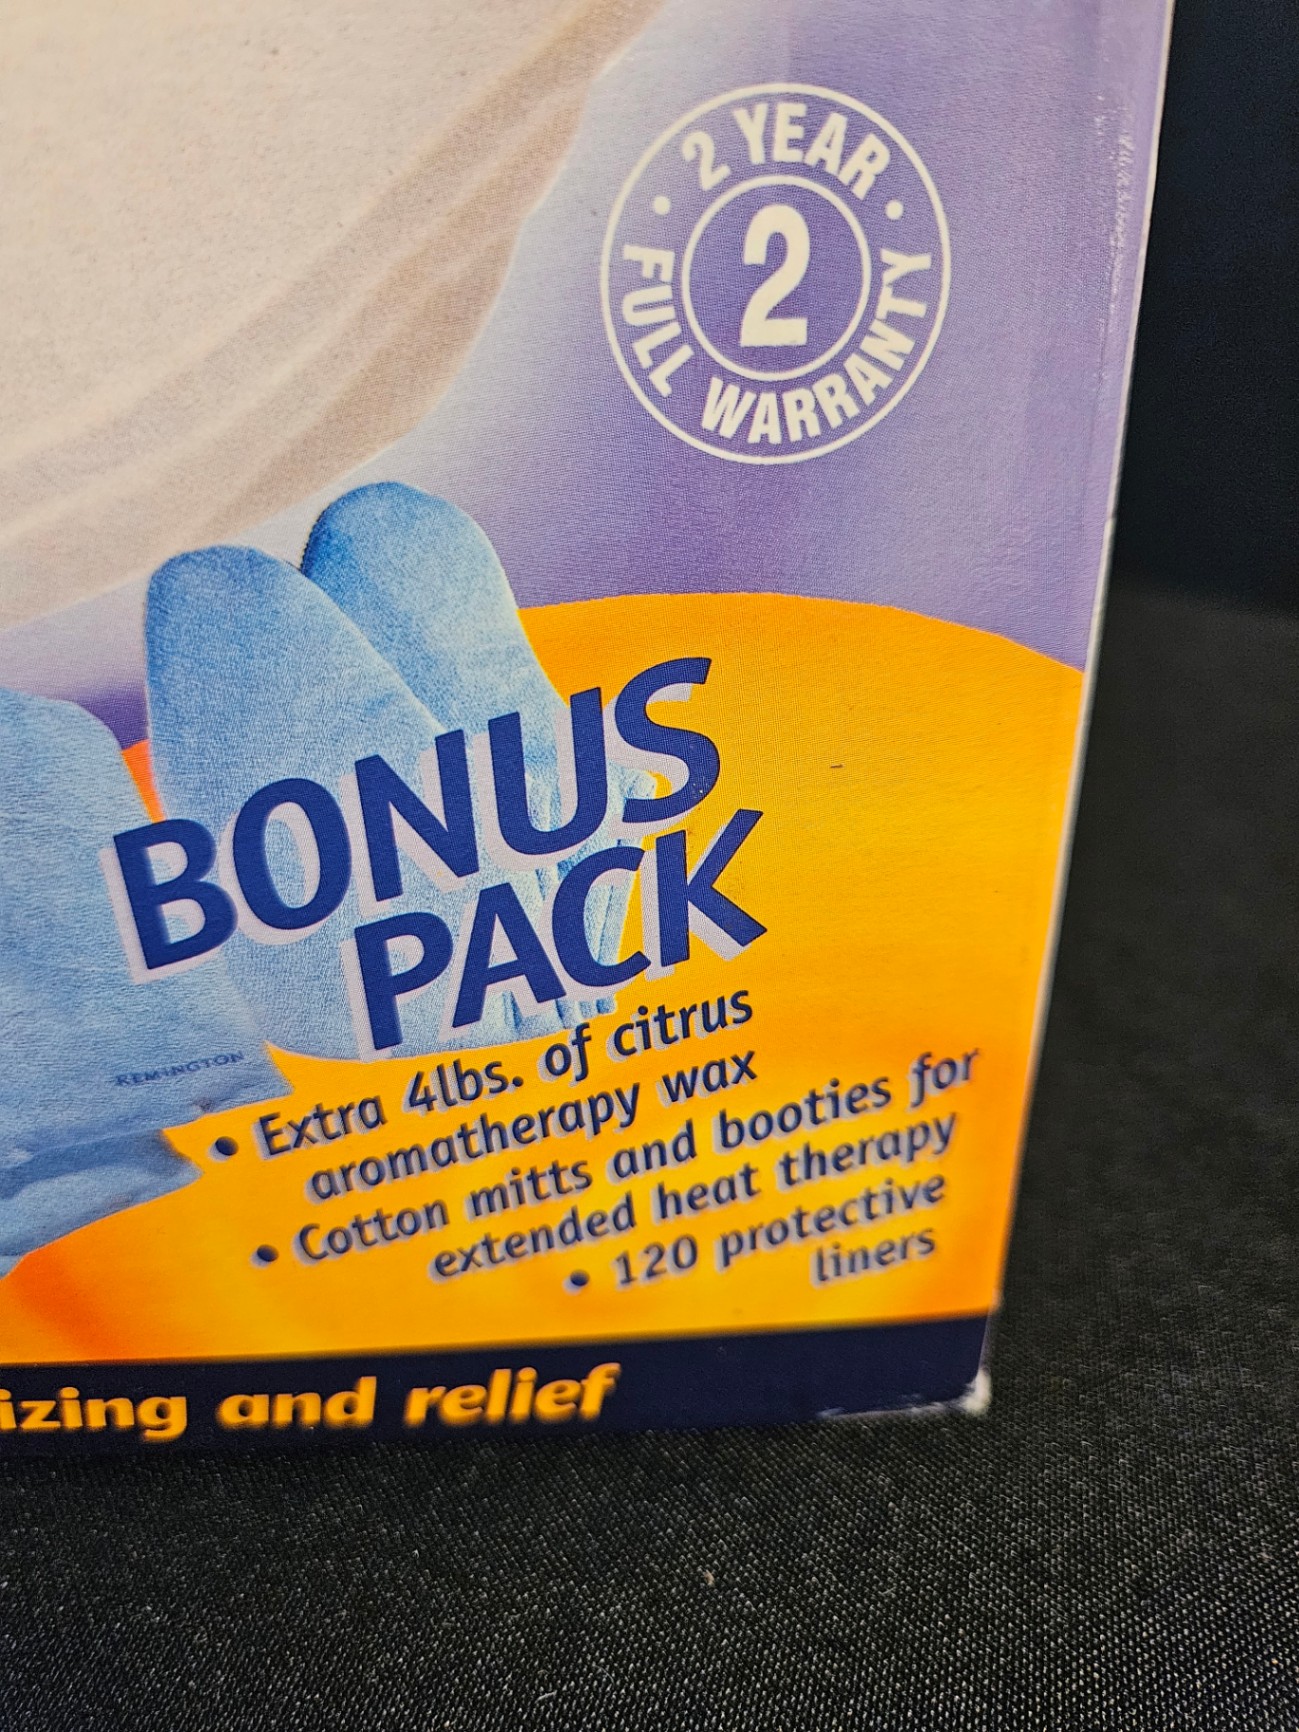 2 YEAR
2
FULL WARRANTY
BONUS
PACK
REMINGTON
• Extra 4lbs. of citrus
aromatherapy wax
• Cotton mitts and booties for
extended heat therapy
• 120 protective
liners
izing and relief